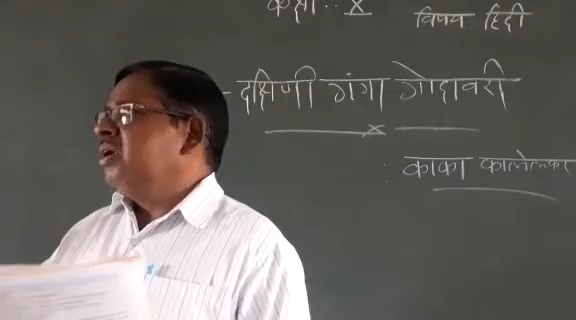 कक्षा .. X
विषय हिंदी
- दक्षिणी गंगा गोदावरी
: काका कालेलकर